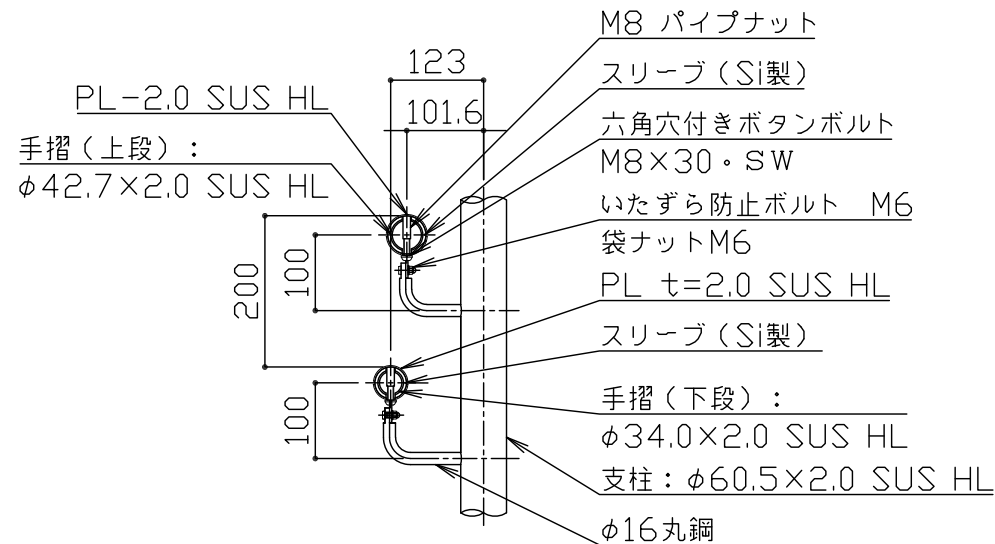 M8 パイプナット
123
スリーブ（Si製）
PL-2.0 SUS HL
101.6
六角穴付きボタンボルト
手摺（上段）：
M8×30・SW
φ42.7×2.0 SUS HL
いたずら防止ボルト M6
袋ナットM6
200
100
PL t=2.0 SUS HL
スリーブ（Si製）
手摺（下段）：
100
φ34.0×2.0 SUS HL
支柱：φ60.5×2.0 SUS HL
φ16丸鋼